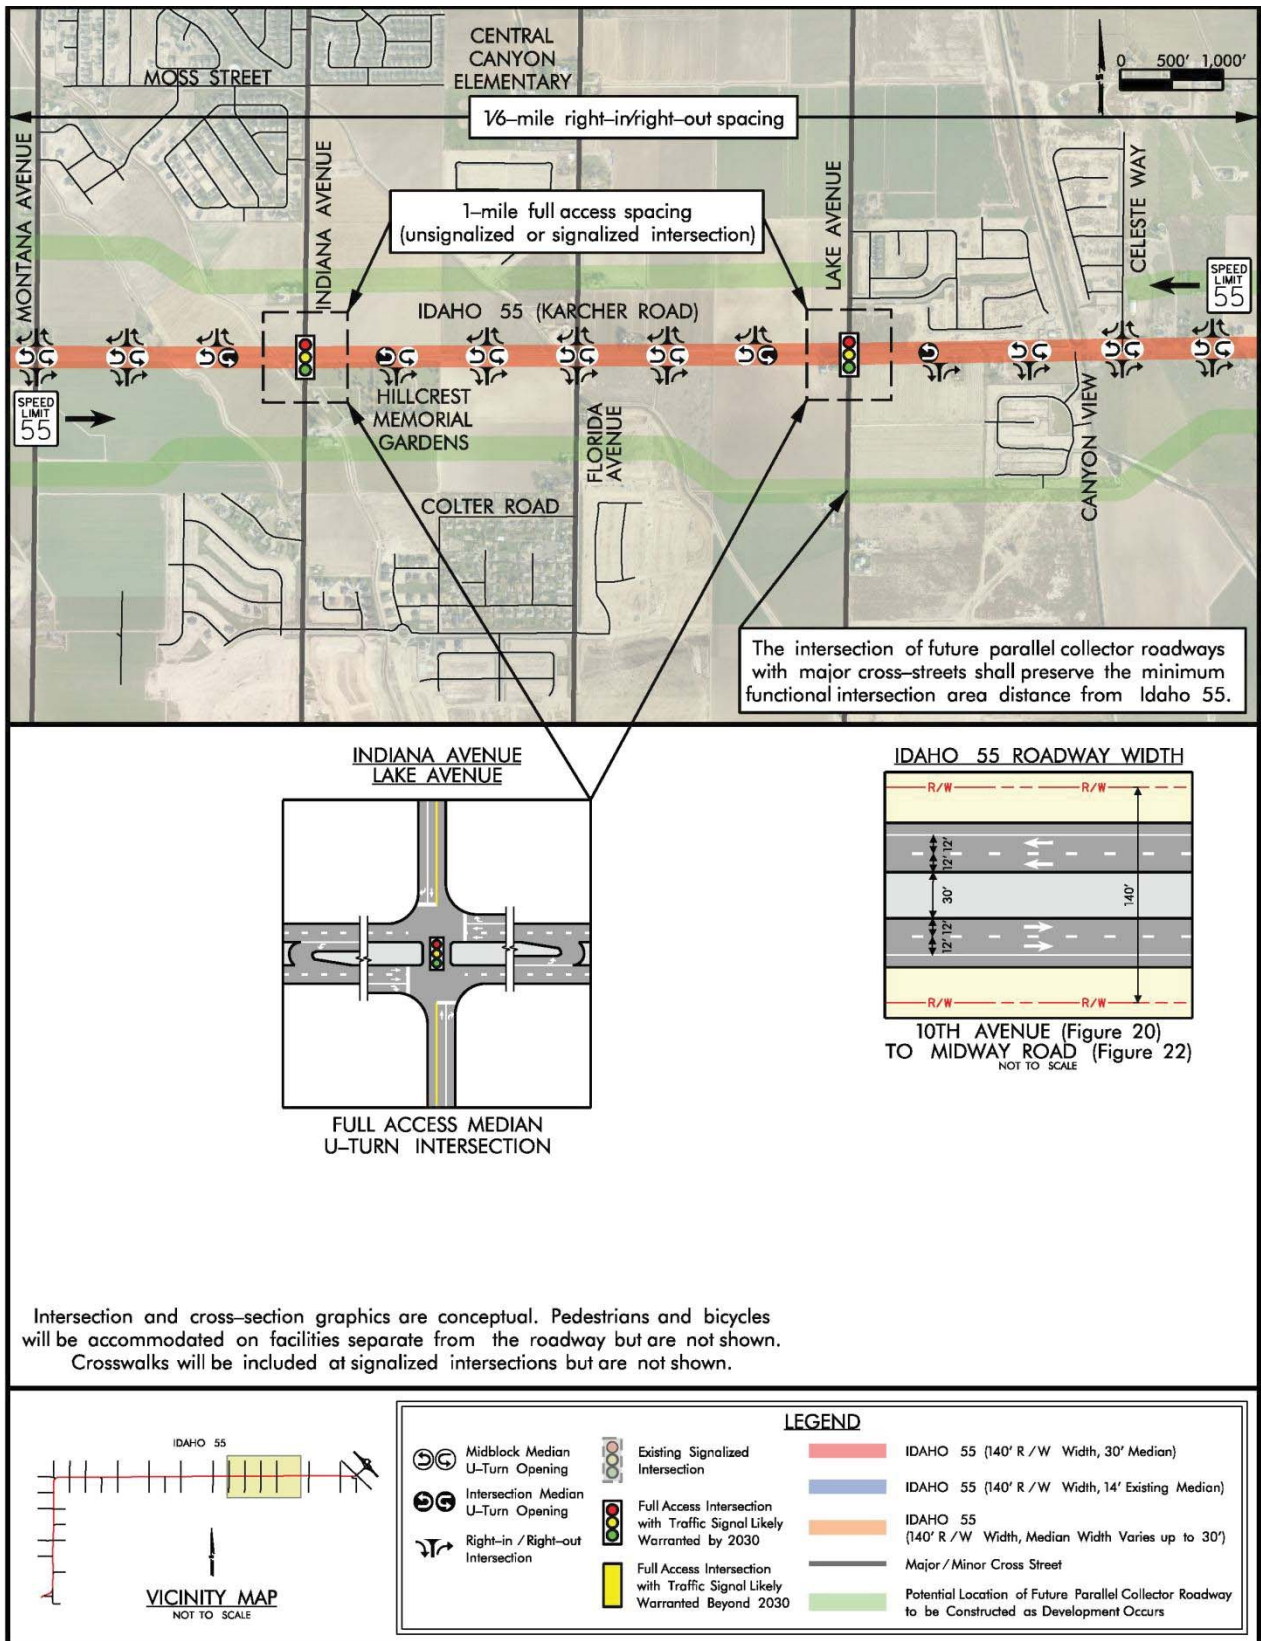 CENTRAL
CANYON
ELEMENTARY
MOSS STREET
0 500' 1,000'
1/6–mile right–in/right–out spacing
MONTANA AVENUE
INDIANA AVENUE
1–mile full access spacing
(unsignalized or signalized intersection)
LAKE AVENUE
CELESTE WAY
SPEED
LIMIT
55
IDAHO 55 (KARCHER ROAD)
SPEED
LIMIT
55
HILLCREST
MEMORIAL
GARDENS
FLORIDA
AVENUE
CANYON VIEW
COLTER ROAD
The intersection of future parallel collector roadways
with major cross–streets shall preserve the minimum
functional intersection area distance from Idaho 55.
INDIANA AVENUE
LAKE AVENUE
FULL ACCESS MEDIAN
U–TURN INTERSECTION
IDAHO 55 ROADWAY WIDTH
R/W R/W
12'
12'
30'
140'
12'
12'
R/W R/W
10TH AVENUE (Figure 20)
TO MIDWAY ROAD (Figure 22)
NOT TO SCALE
Intersection and cross–section graphics are conceptual. Pedestrians and bicycles
will be accommodated on facilities separate from the roadway but are not shown.
Crosswalks will be included at signalized intersections but are not shown.
IDAHO 55
VICINITY MAP
NOT TO SCALE
LEGEND
Midblock Median
U–Turn Opening
Intersection Median
U–Turn Opening
Right–in / Right–out
Intersection
Existing Signalized
Intersection
Full Access Intersection
with Traffic Signal Likely
Warranted by 2030
Full Access Intersection
with Traffic Signal Likely
Warranted Beyond 2030
IDAHO 55 (140' R / W Width, 30' Median)
IDAHO 55 (140' R / W Width, 14' Existing Median)
IDAHO 55
(140' R / W Width, Median Width Varies up to 30')
Major / Minor Cross Street
Potential Location of Future Parallel Collector Roadway
to be Constructed as Development Occurs